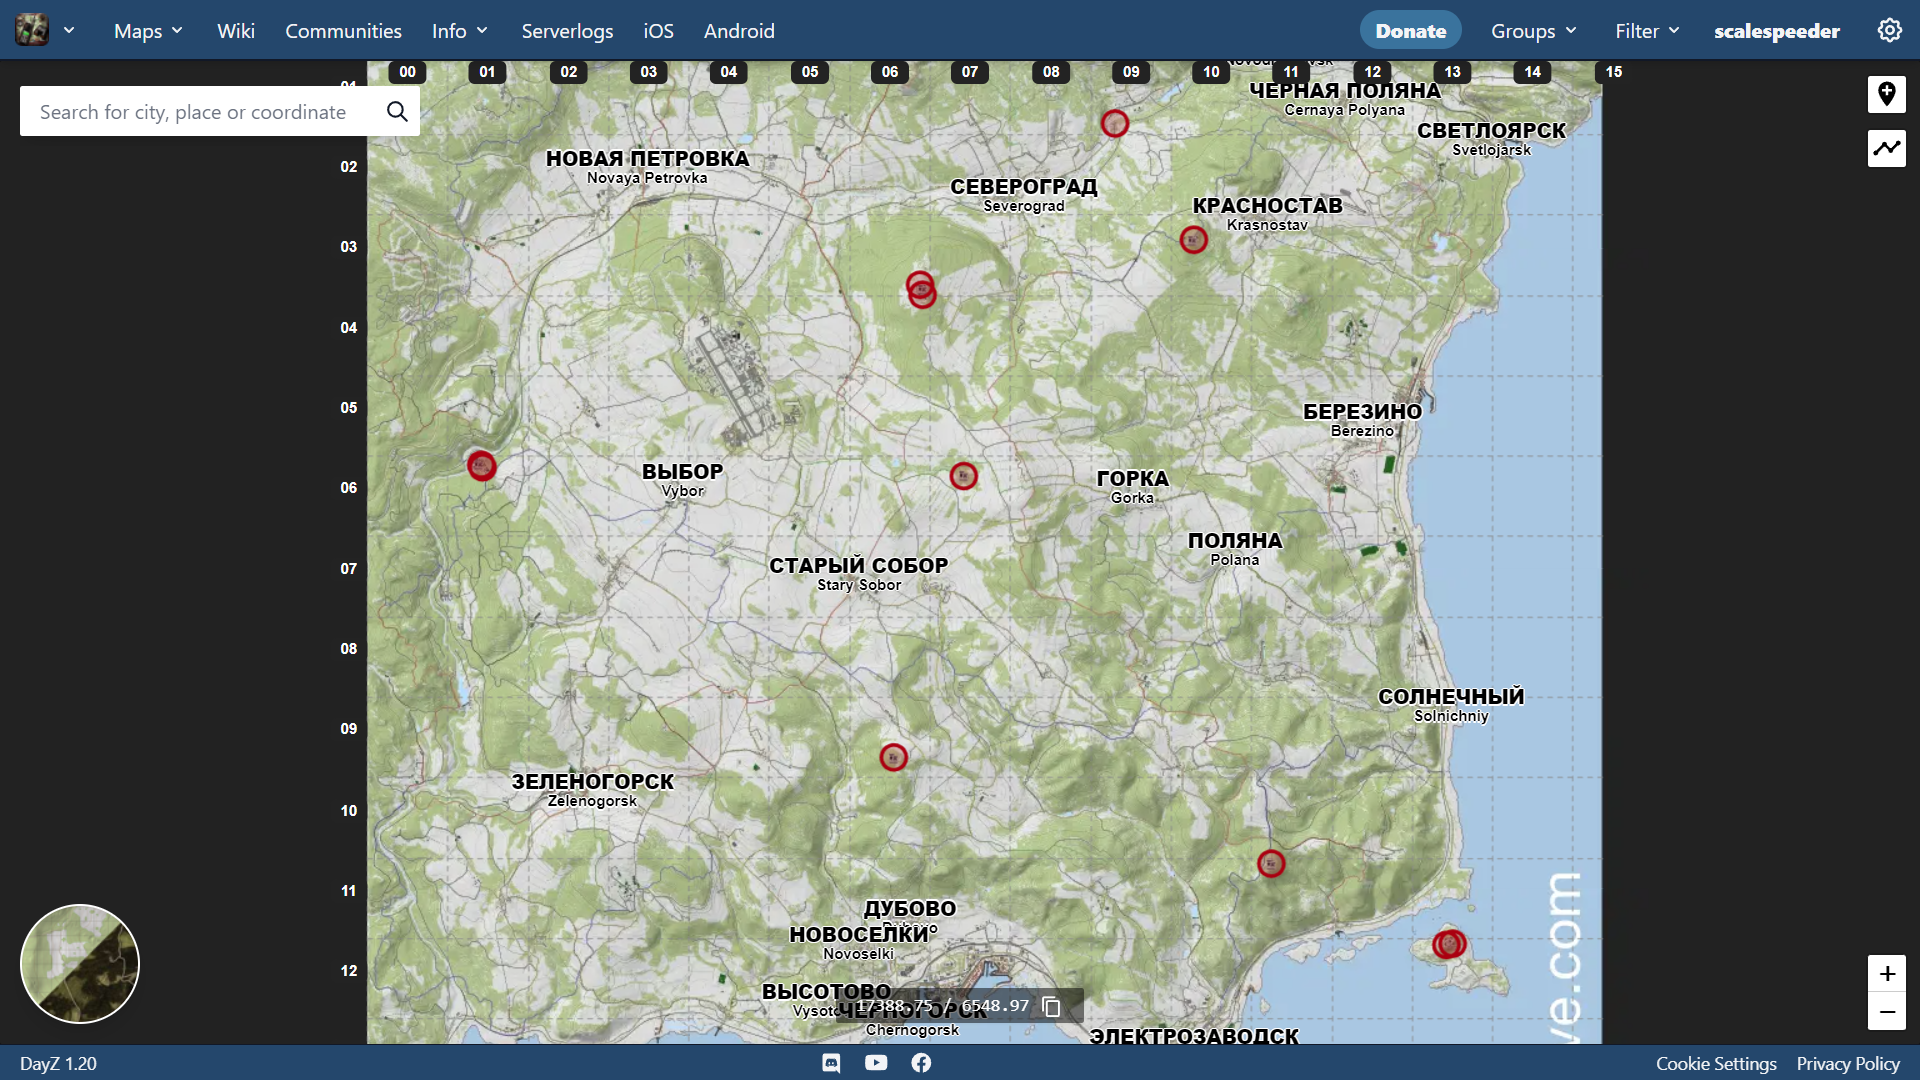 Maps
Wiki
Communities
Info
Serverlogs
iOS
Android
Donate
Groups
Filter
scalespeeder
00 01 02 03 04 05 06 07 08 09 10 11 12 13 14 15
01
Search for city, place or coordinate
ЧЕРНАЯ ПОЛЯНА
Cernaya Polyana
СВЕТЛОЯРСК
Svetlojarsk
НОВАЯ ПЕТРОВКА
Novaya Petrovka
02
СЕВЕРОГРАД
Severograd
КРАСНОСТАВ
Krasnostav
03
04
05
БЕРЕЗИНО
Berezino
ВЫБОР
Vybor
06
ГОРКА
Gorka
ПОЛЯНА
Polana
07
СТАРЫЙ СОБОР
Stary Sobor
08
СОЛНЕЧНЫЙ
Solnichniy
09
ЗЕЛЕНОГОРСК
Zelenogorsk
10
11
ДУБОВО
НОВОСЕЛКИ
Novoselki
12
ВЫСОТОВО
17388.75 / 6548.97
ЧЕРНОГОРСК
Chernogorsk
ЭЛЕКТРОЗАВОДСК
ve.com
DayZ 1.20
Cookie Settings
Privacy Policy